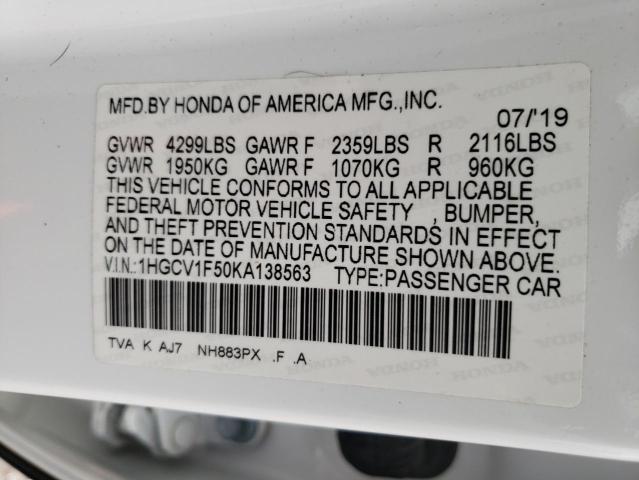 MFD.BY HONDA OF AMERICA MFG.,INC.
07/'19
GVWR 4299LBS GAWR F 2359LBS R 2116LBS
GVWR 1950KG GAWR F 1070KG R 960KG
THIS VEHICLE CONFORMS TO ALL APPLICABLE
FEDERAL MOTOR VEHICLE SAFETY , BUMPER,
AND THEFT PREVENTION STANDARDS IN EFFECT
ON THE DATE OF MANUFACTURE SHOWN ABOVE.
V.I.N.:1HGCV1F50KA138563 TYPE:PASSENGER CAR
TVA K AJ7 NH883PX .F .A